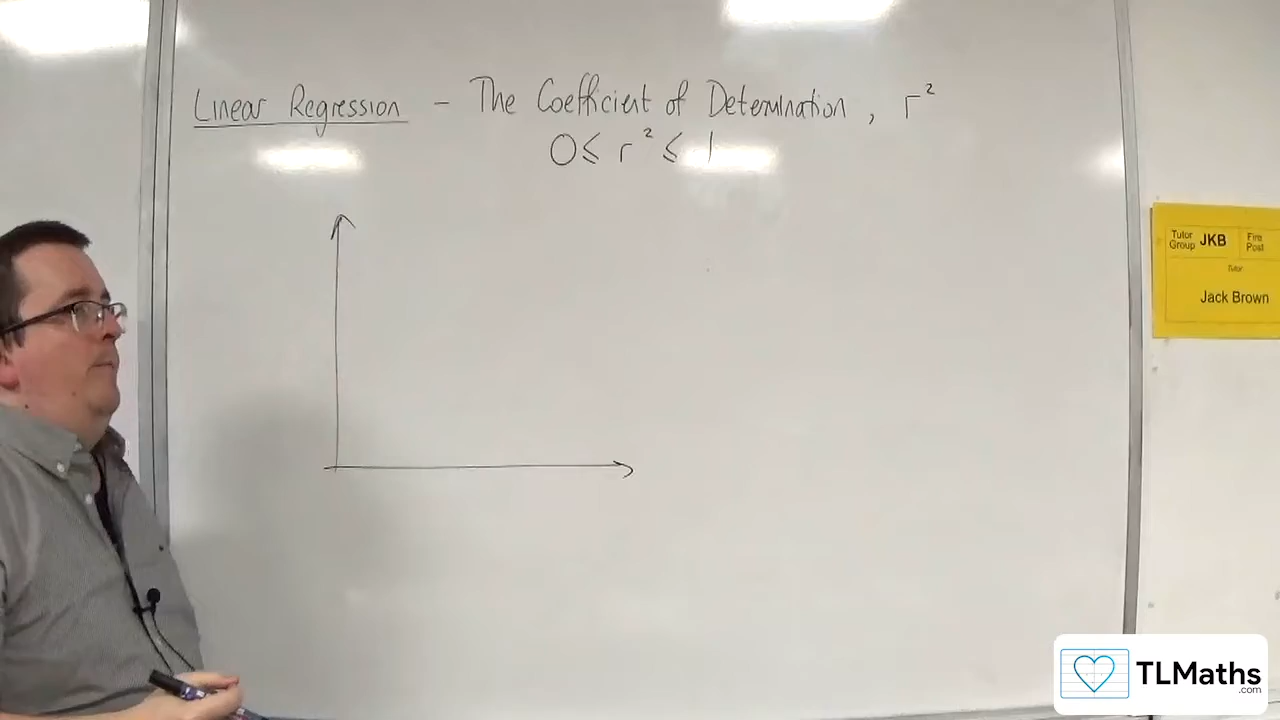 Linear Regression - The Coefficient of Determination, r²
0 ≤ r² ≤ 1
Tutor Group JKB Fire Post
Tutor
Jack Brown
TLMaths
.com